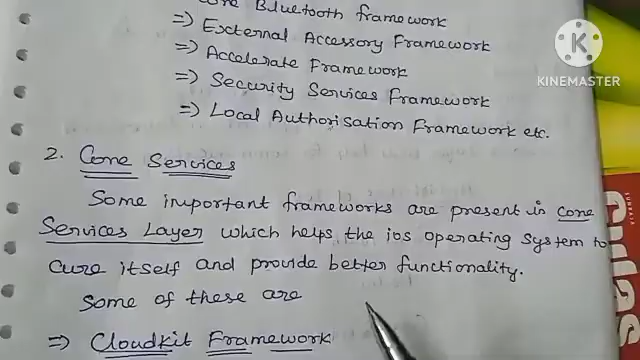 Core Bluetooth framework
=) External Accessory Framework
=) Accelerate Framework
=) Security Services Framework
=) Local Authorisation Framework etc.
2. Core Services
Some important frameworks are present in core
Services Layer which helps the ios operating system to
cure itself and provide better functionality.
Some of these are
=) Cloudkit Framework
KINEMASTER